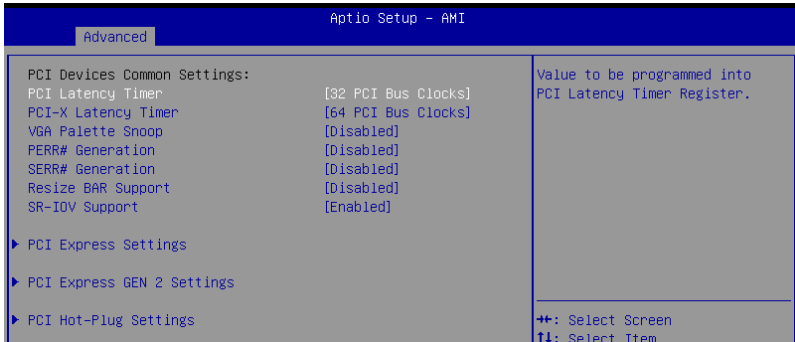 Aptio Setup - AMI
Advanced
PCI Devices Common Settings:
PCI Latency Timer [32 PCI Bus Clocks]
PCI-X Latency Timer [64 PCI Bus Clocks]
VGA Palette Snoop [Disabled]
PERR# Generation [Disabled]
SERR# Generation [Disabled]
Resize BAR Support [Disabled]
SR-IOV Support [Enabled]
PCI Express Settings
PCI Express GEN 2 Settings
PCI Hot-Plug Settings
Value to be programmed into
PCI Latency Timer Register.
→←: Select Screen
↑↓: Select Item